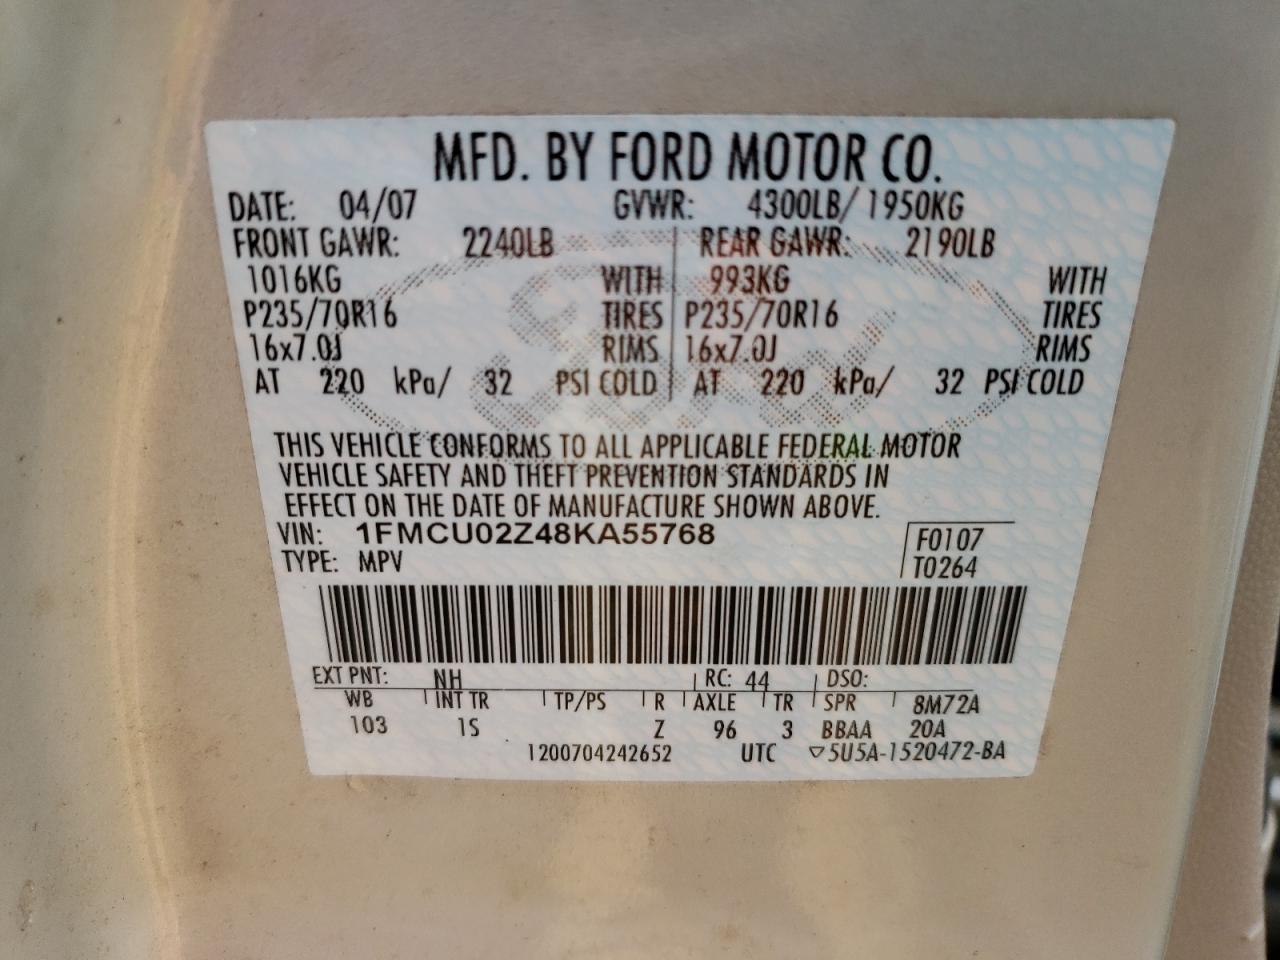 MFD. BY FORD MOTOR CO.
DATE: 04/07 GVWR: 4300LB/ 1950KG
FRONT GAWR: 2240LB REAR GAWR: 2190LB
1016KG WITH 993KG WITH
P235/70R16 TIRES P235/70R16 TIRES
16x7.0J RIMS 16x7.0J RIMS
AT 220 kPa/ 32 PSI COLD AT 220 kPa/ 32 PSI COLD
THIS VEHICLE CONFORMS TO ALL APPLICABLE FEDERAL MOTOR
VEHICLE SAFETY AND THEFT PREVENTION STANDARDS IN
EFFECT ON THE DATE OF MANUFACTURE SHOWN ABOVE.
VIN: 1FMCU02Z48KA55768 F0107
TYPE: MPV T0264
EXT PNT: NH RC: 44 DSO:
WB INT TR TP/PS R AXLE TR SPR 8M72A
103 1S Z 96 3 BBAA 20A
1200704242652 UTC ▽5U5A-1520472-BA